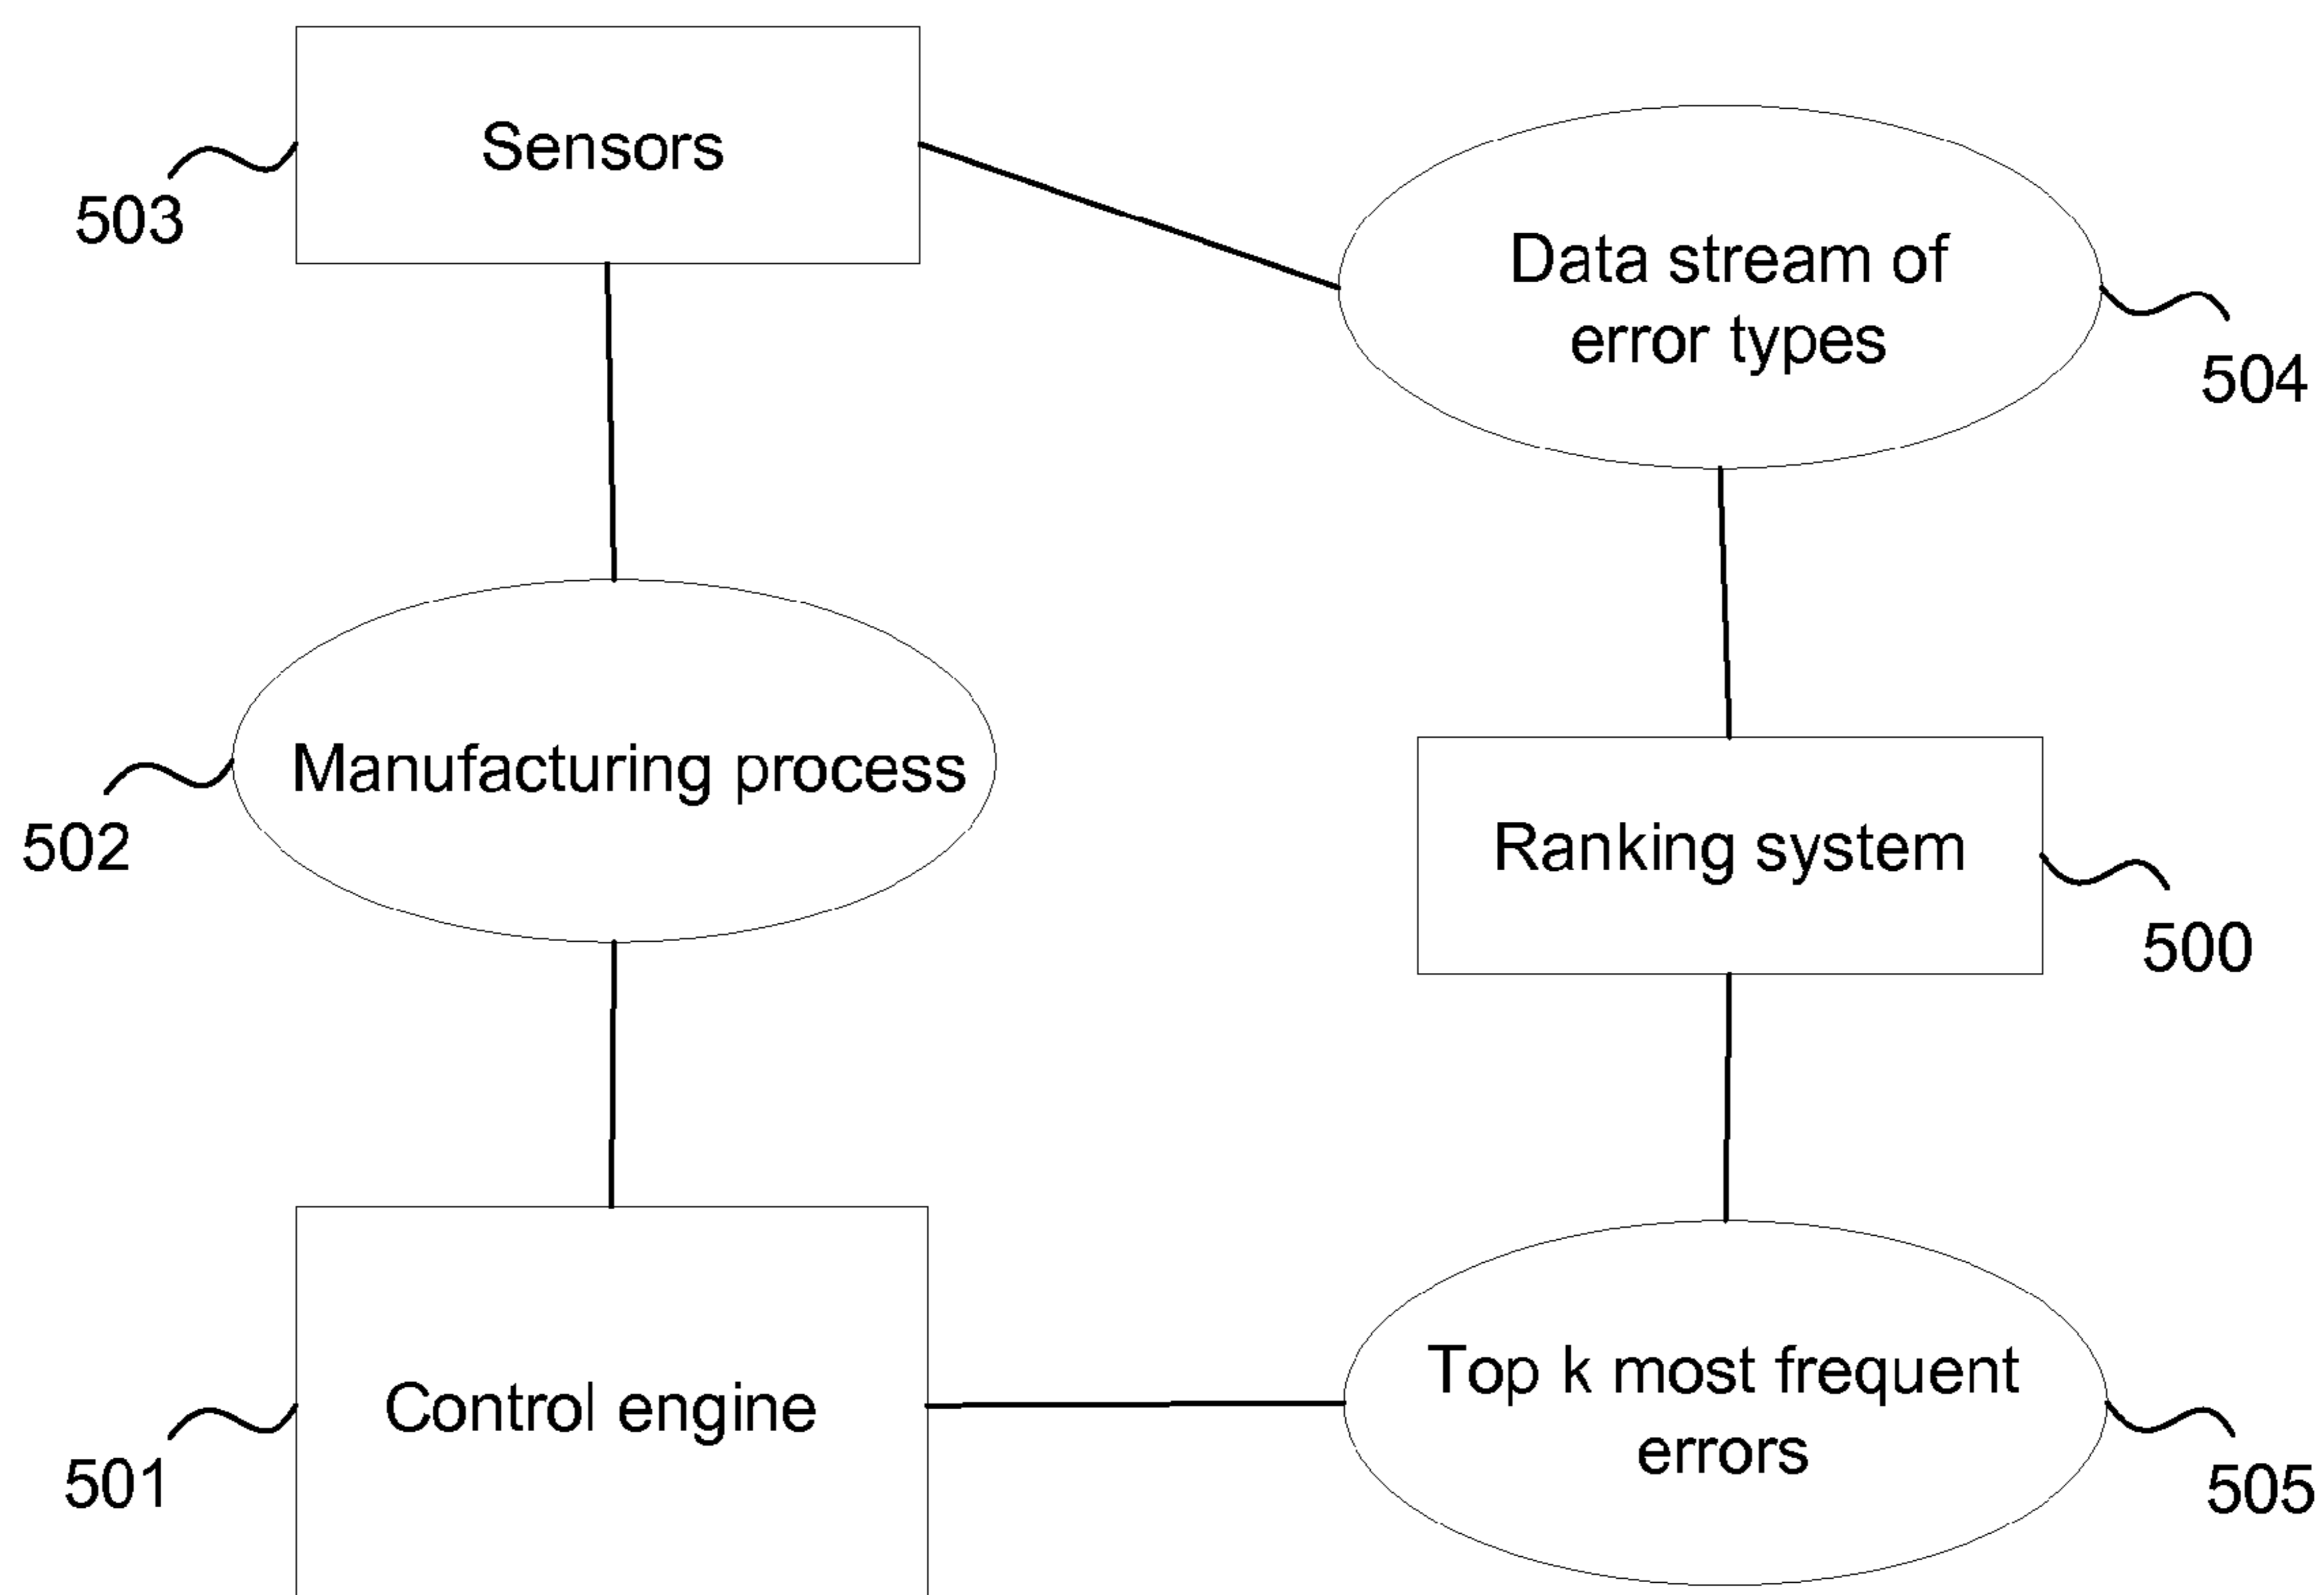 Sensors
503
Data stream of
error types
504
Manufacturing process
502
Ranking system
500
Control engine
501
Top k most frequent
errors
505